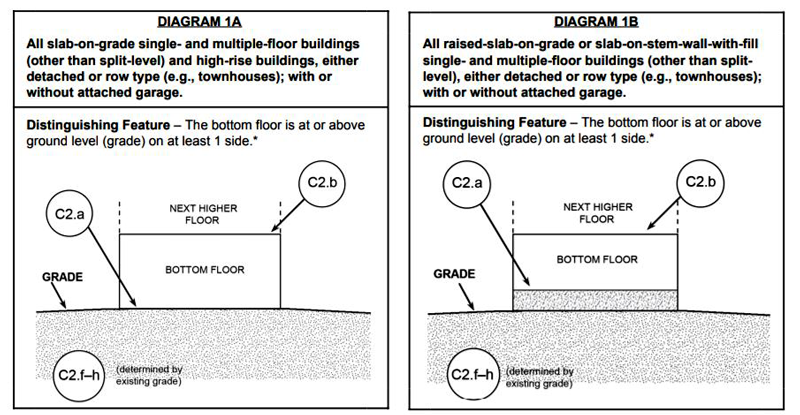 DIAGRAM 1A
All slab-on-grade single- and multiple-floor buildings
(other than split-level) and high-rise buildings, either
detached or row type (e.g., townhouses); with or
without attached garage.
Distinguishing Feature – The bottom floor is at or above
ground level (grade) on at least 1 side.*
C2.a
C2.b
NEXT HIGHER
FLOOR
BOTTOM FLOOR
GRADE
C2.f–h
(determined by
existing grade)
DIAGRAM 1B
All raised-slab-on-grade or slab-on-stem-wall-with-fill
single- and multiple-floor buildings (other than split-
level), either detached or row type (e.g., townhouses);
with or without attached garage.
Distinguishing Feature – The bottom floor is at or above
ground level (grade) on at least 1 side.*
C2.a
C2.b
NEXT HIGHER
FLOOR
BOTTOM FLOOR
GRADE
C2.f–h
(determined by
existing grade)